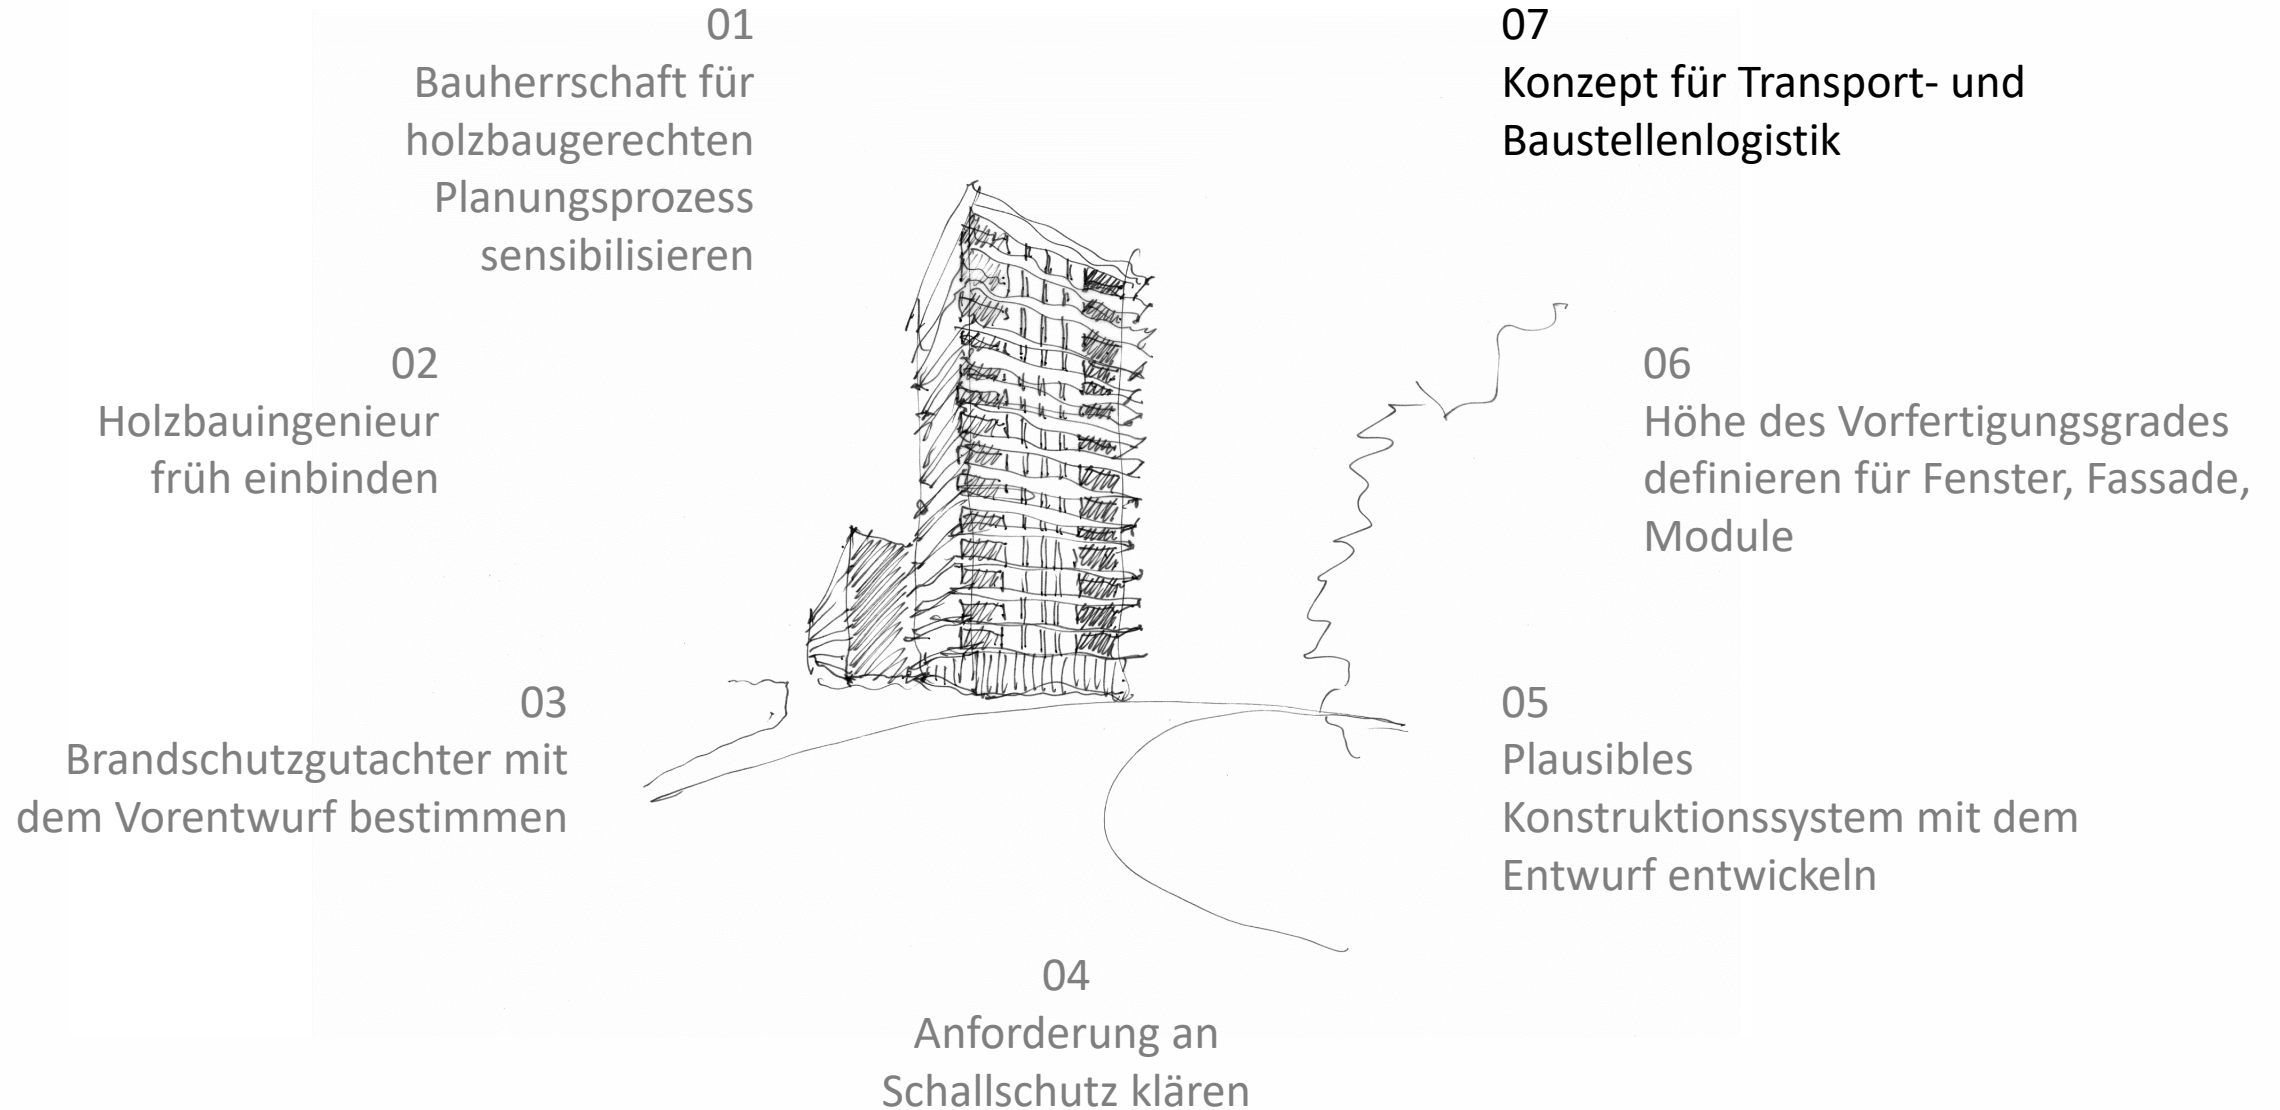 01
Bauherrschaft für
holzbaugerechten
Planungsprozess
sensibilisieren
02
Holzbauingenieur
früh einbinden
03
Brandschutzgutachter mit
dem Vorentwurf bestimmen
04
Anforderung an
Schallschutz klären
05
Plausibles
Konstruktionssystem mit dem
Entwurf entwickeln
06
Höhe des Vorfertigungsgrades
definieren für Fenster, Fassade,
Module
07
Konzept für Transport- und
Baustellenlogistik